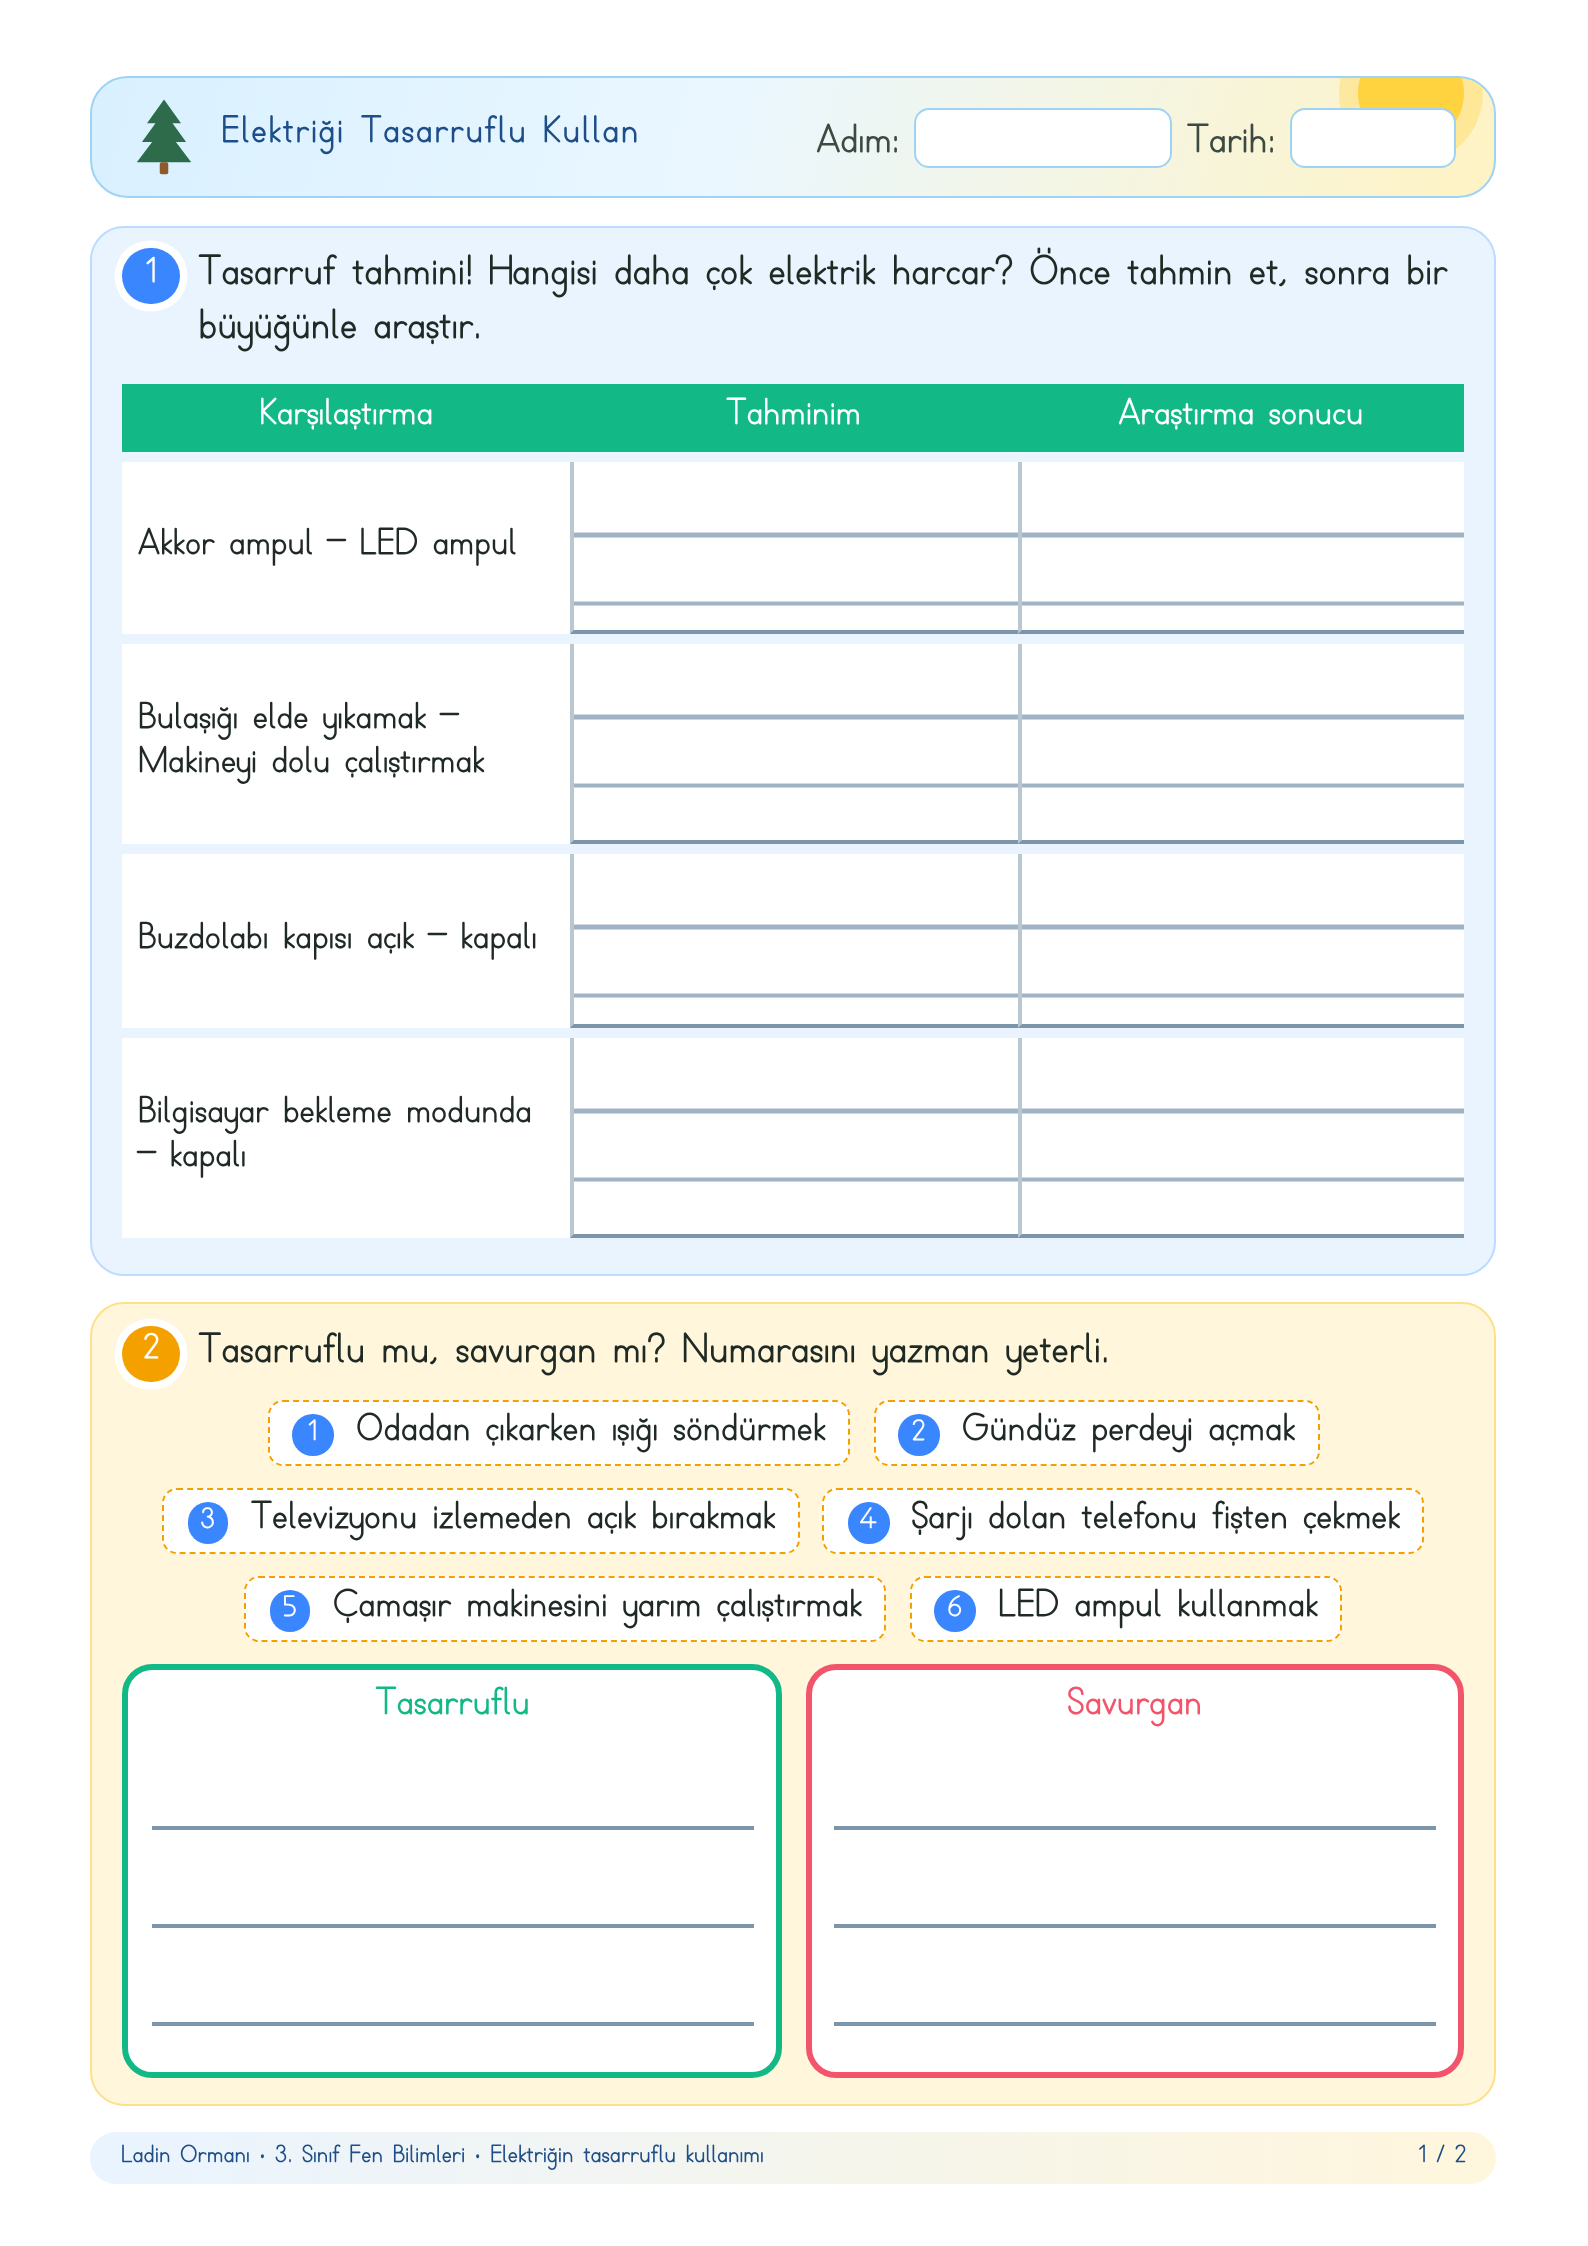 Elektriği Tasarruflu Kullan
Adım:
Tarih:
1
Tasarruf tahmini! Hangisi daha çok elektrik harcar? Önce tahmin et, sonra bir
büyüğünle araştır.
Karşılaştırma
Tahminim
Araştırma sonucu
Akkor ampul – LED ampul
Bulaşığı elde yıkamak –
Makineyi dolu çalıştırmak
Buzdolabı kapısı açık – kapalı
Bilgisayar bekleme modunda
– kapalı
2
Tasarruflu mu, savurgan mı? Numarasını yazman yeterli.
1 Odadan çıkarken ışığı söndürmek
2 Gündüz perdeyi açmak
3 Televizyonu izlemeden açık bırakmak
4 Şarjı dolan telefonu fişten çekmek
5 Çamaşır makinesini yarım çalıştırmak
6 LED ampul kullanmak
Tasarruflu
Savurgan
Ladin Ormanı • 3. Sınıf Fen Bilimleri • Elektriğin tasarruflu kullanımı
1 / 2